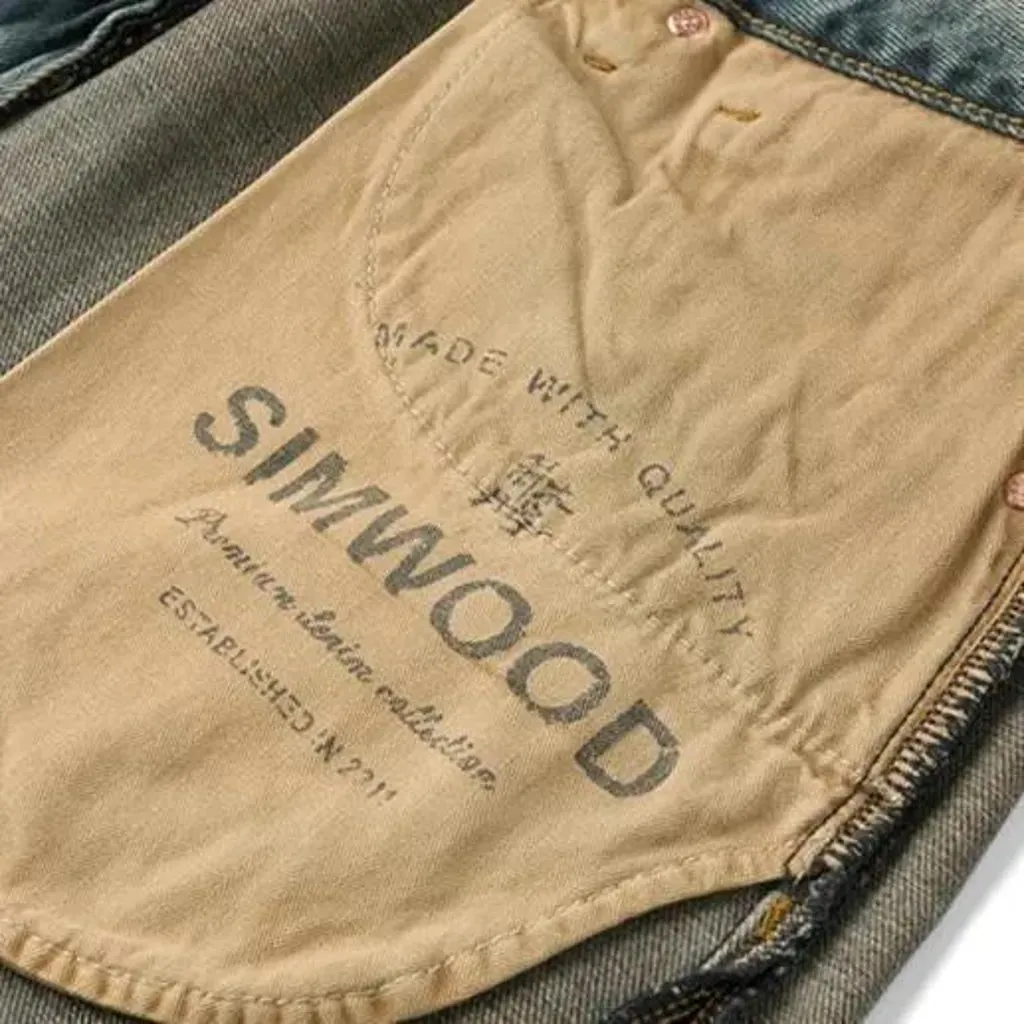 MADE WITH QUALITY
SIMWOOD
Premium denim collection
ESTABLISHED IN 2011